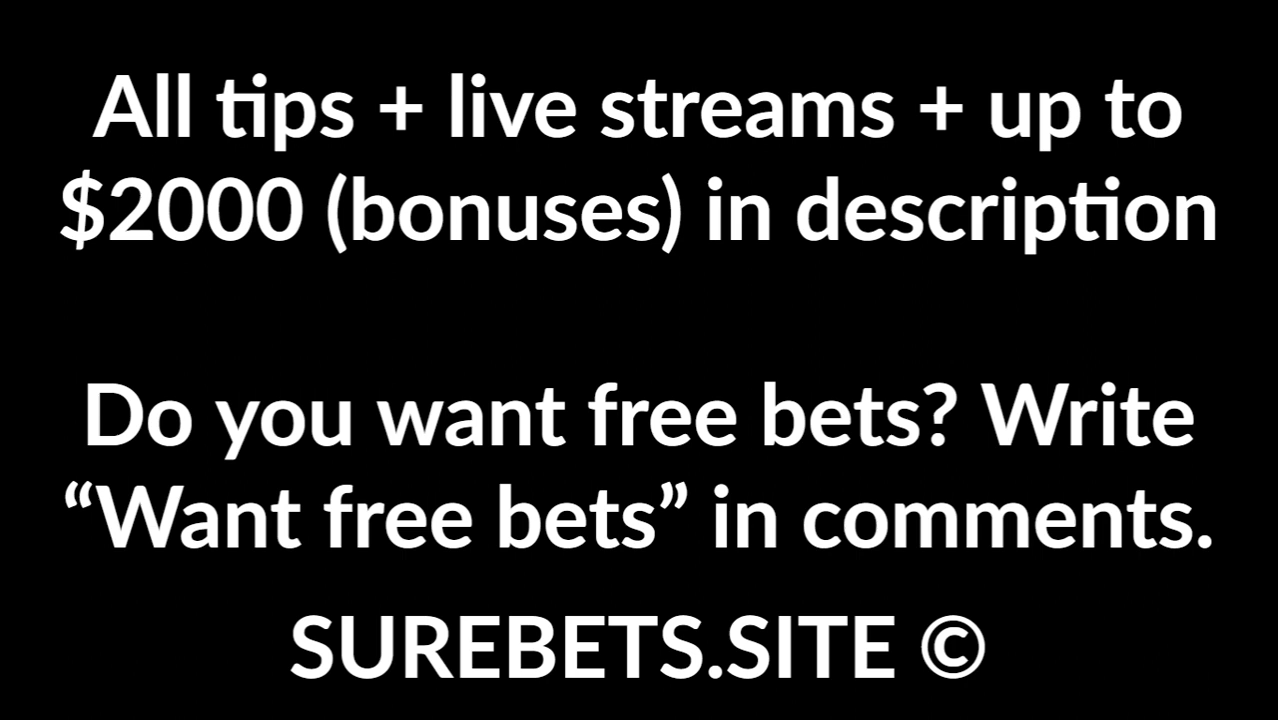 All tips + live streams + up to
$2000 (bonuses) in description
Do you want free bets? Write
“Want free bets” in comments.
SUREBETS.SITE ©